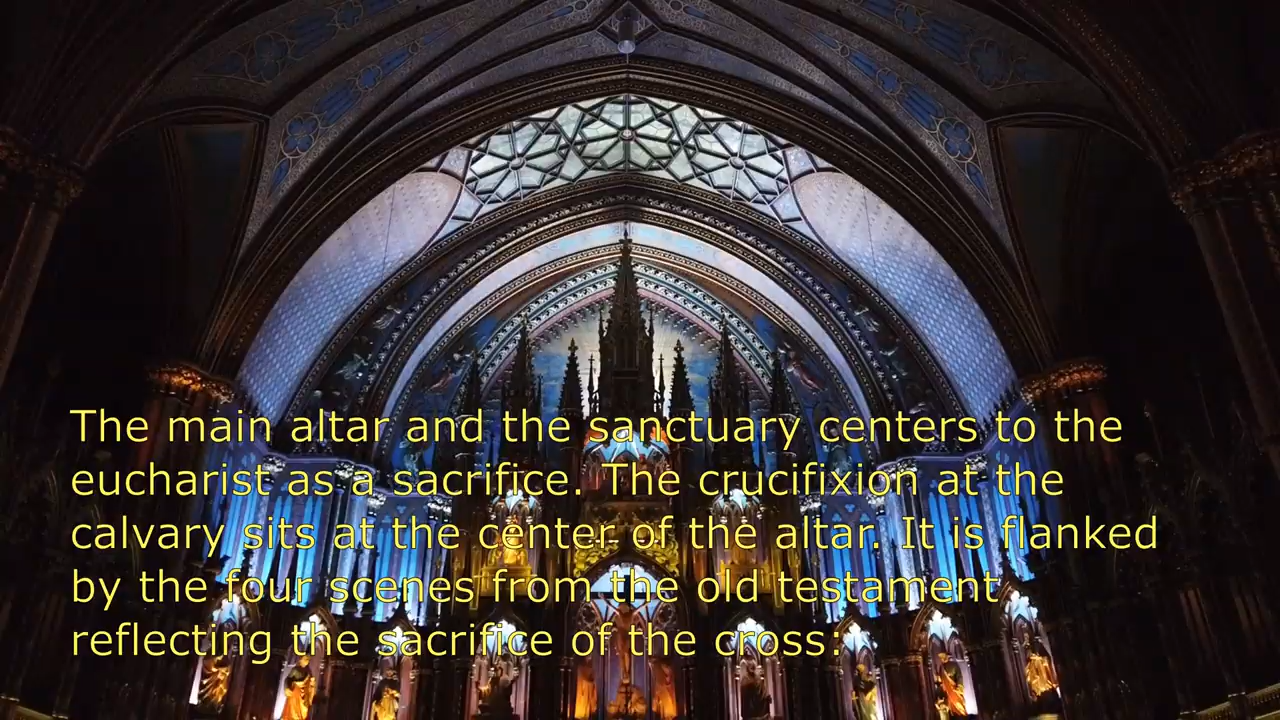 The main altar and the sanctuary centers to the
eucharist as a sacrifice. The crucifixion at the
calvary sits at the center of the altar. It is flanked
by the four scenes from the old testament
reflecting the sacrifice of the cross: